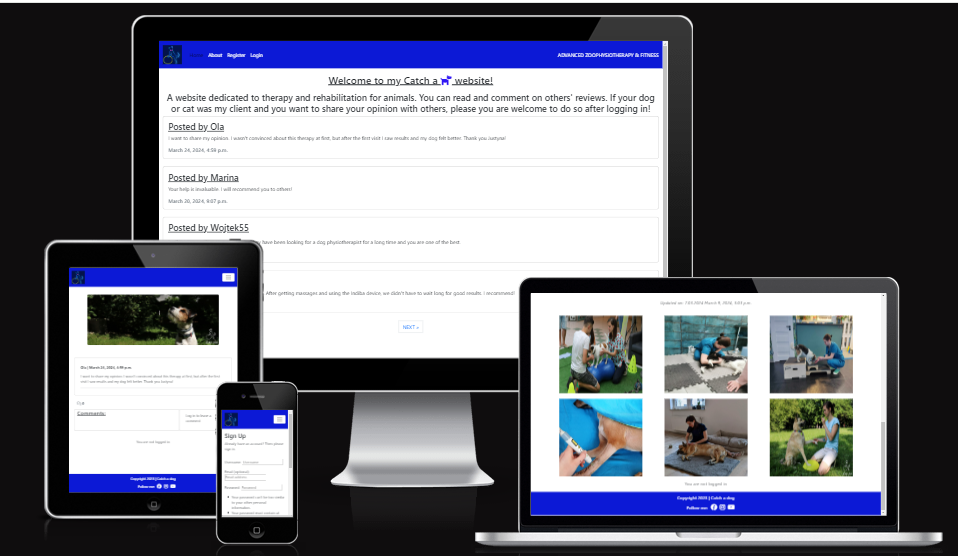 Home About Register Login
ADVANCED ZOOPHYSIOTHERAPY & FITNESS
Welcome to my Catch a website!
A website dedicated to therapy and rehabilitation for animals. You can read and comment on others' reviews. If your dog
or cat was my client and you want to share your opinion with others, please you are welcome to do so after logging in!
Posted by Ola
I want to share my opinion. I wasn't convinced about this therapy at first, but after the first visit I saw results and my dog felt better. Thank you Justyna!
March 24, 2024, 4:59 p.m.
Posted by Marina
Your help is invaluable. I will recommend you to others!
March 20, 2024, 9:07 p.m.
Posted by Wojtek55
have been looking for a dog physiotherapist for a long time and you are one of the best
After getting massages and using the Indiba device, we didn't have to wait long for good results. I recommend!
NEXT »
Ola | March 24, 2024, 4:59 p.m.
I want to share my opinion. I wasn't convinced about this therapy at first, but after the first
visit I saw results and my dog felt better. Thank you Justyna!
Comments:
Log in to leave a
comment
You are not logged in
Copyright 2024 | Catch a dog
Follow me:
Sign Up
Already have an account? Then please
sign in.
Username: Username
Email (optional):
Email address
Password: Password
Your password can't be too similar
to your other personal
information.
Your password must contain at
Updated on: 7.03.2024 March 9, 2024, 3:01 p.m.
You are not logged in
Copyright 2024 | Catch a dog
Follow me: